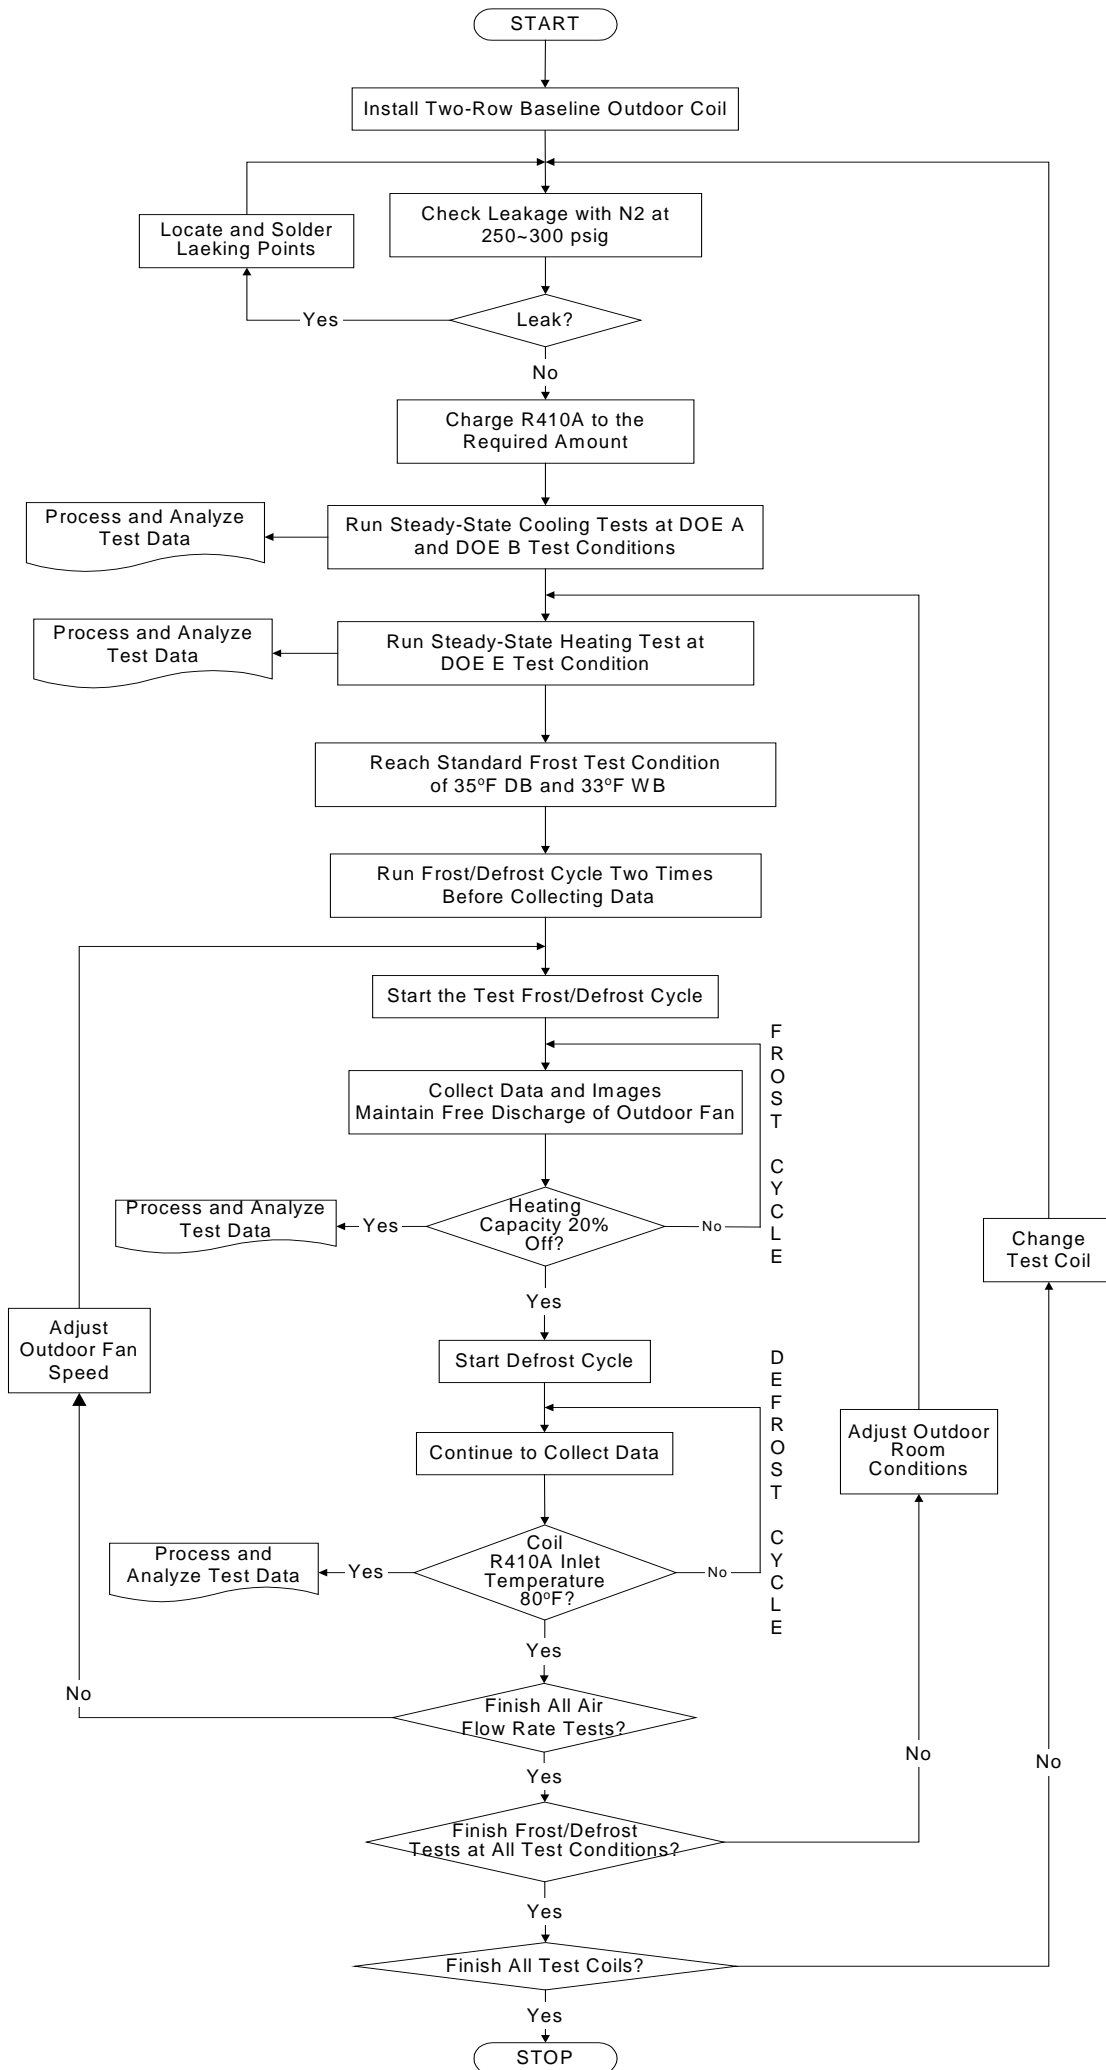 START
Install Two-Row Baseline Outdoor Coil
Check Leakage with N2 at
250~300 psig
Locate and Solder
Laeking Points
Yes
Leak?
No
Charge R410A to the
Required Amount
Process and Analyze
Test Data
Run Steady-State Cooling Tests at DOE A
and DOE B Test Conditions
Process and Analyze
Test Data
Run Steady-State Heating Test at
DOE E Test Condition
Reach Standard Frost Test Condition
of 35ºF DB and 33ºF WB
Run Frost/Defrost Cycle Two Times
Before Collecting Data
Start the Test Frost/Defrost Cycle
FROST CYCLE
Collect Data and Images
Maintain Free Discharge of Outdoor Fan
Process and Analyze
Test Data
Yes
Heating
Capacity 20%
Off?
No
Change
Test Coil
Yes
Adjust
Outdoor Fan
Speed
Start Defrost Cycle
DEFROST CYCLE
Continue to Collect Data
Adjust Outdoor
Room
Conditions
Process and
Analyze Test Data
Yes
Coil
R410A Inlet
Temperature
80ºF?
No
Yes
No
Finish All Air
Flow Rate Tests?
No
No
Yes
Finish Frost/Defrost
Tests at All Test Conditions?
Yes
Finish All Test Coils?
Yes
STOP